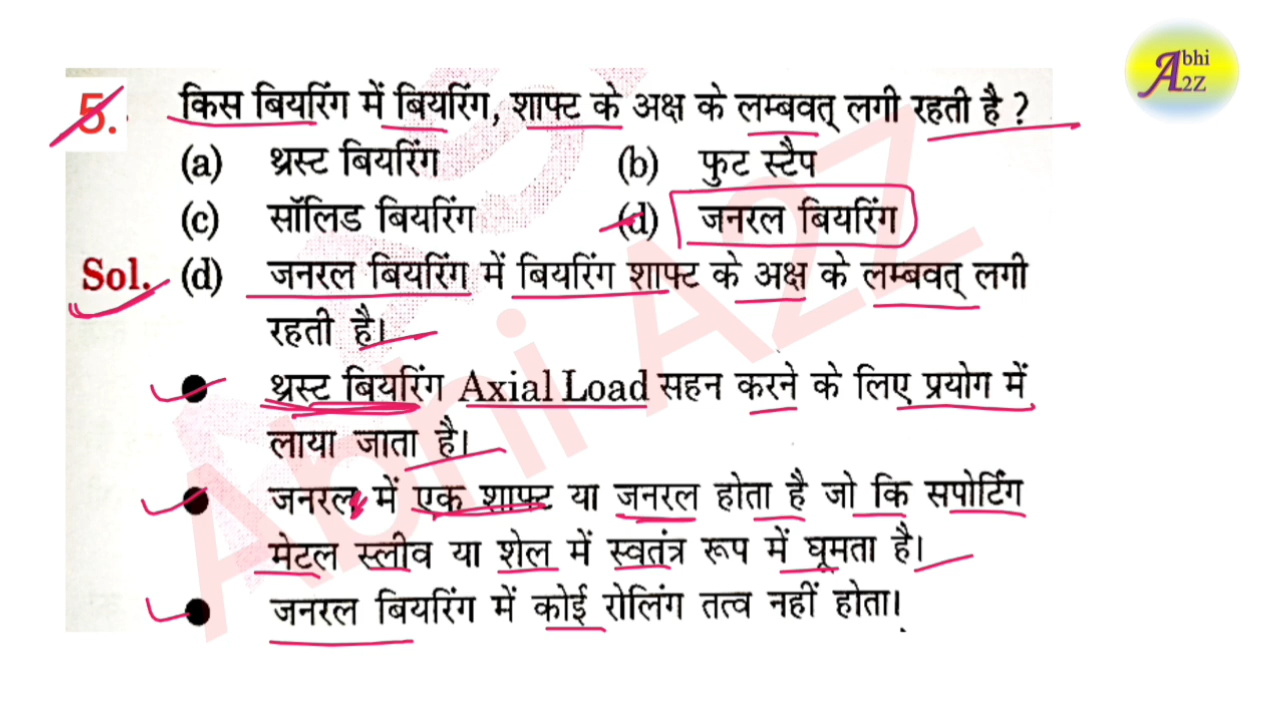 Abhi
A2Z
5. किस बियरिंग में बियरिंग, शाफ्ट के अक्ष के लम्बवत् लगी रहती है ?
(a) थ्रस्ट बियरिंग (b) फुट स्टैप
(c) सॉलिड बियरिंग (d) जनरल बियरिंग
Sol. (d) जनरल बियरिंग में बियरिंग शाफ्ट के अक्ष के लम्बवत् लगी
रहती है।
● थ्रस्ट बियरिंग Axial Load सहन करने के लिए प्रयोग में
लाया जाता है।
● जनरल में एक शाफ्ट या जनरल होता है जो कि सपोर्टिंग
मेटल स्लीव या शेल में स्वतंत्र रूप में घूमता है।
● जनरल बियरिंग में कोई रोलिंग तत्व नहीं होता।
Abhi A2Z